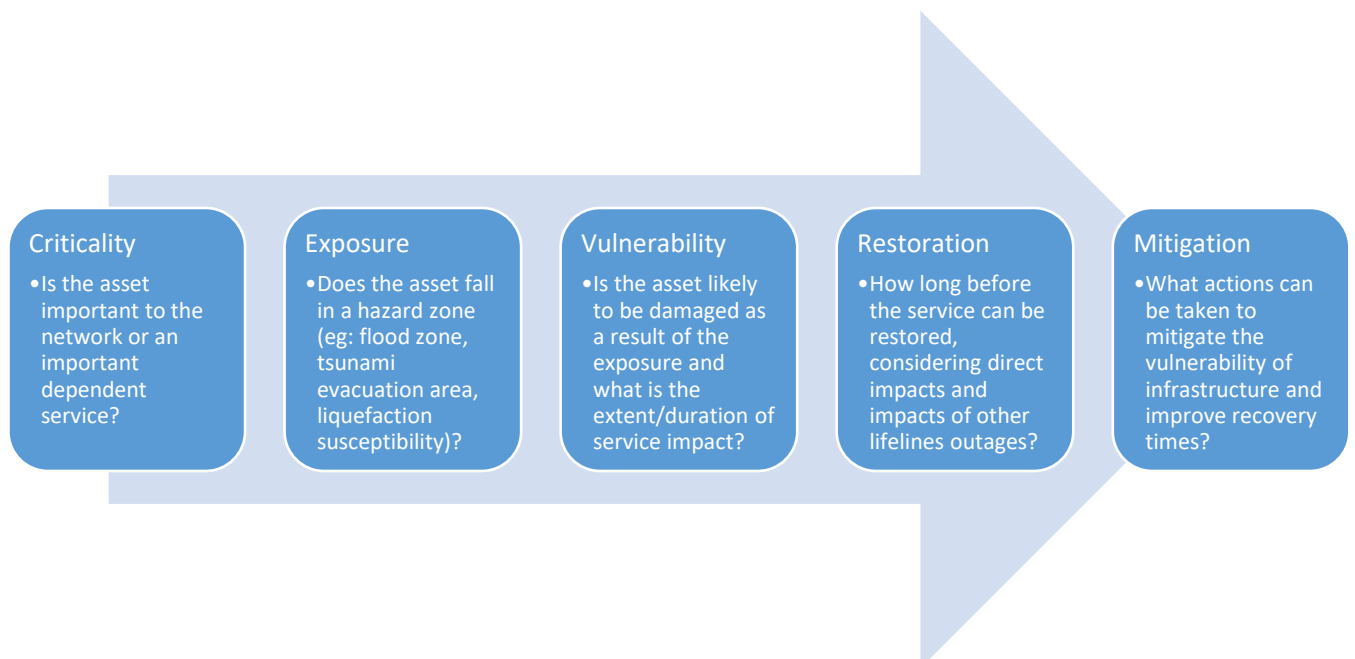 Criticality
•Is the asset
important to the
network or an
important
dependent
service?
Exposure
•Does the asset fall
in a hazard zone
(eg: flood zone,
tsunami
evacuation area,
liquefaction
susceptibility)?
Vulnerability
•Is the asset likely
to be damaged as
a result of the
exposure and
what is the
extent/duration of
service impact?
Restoration
•How long before
the service can be
restored,
considering direct
impacts and
impacts of other
lifelines outages?
Mitigation
•What actions can
be taken to
mitigate the
vulnerability of
infrastructure and
improve recovery
times?